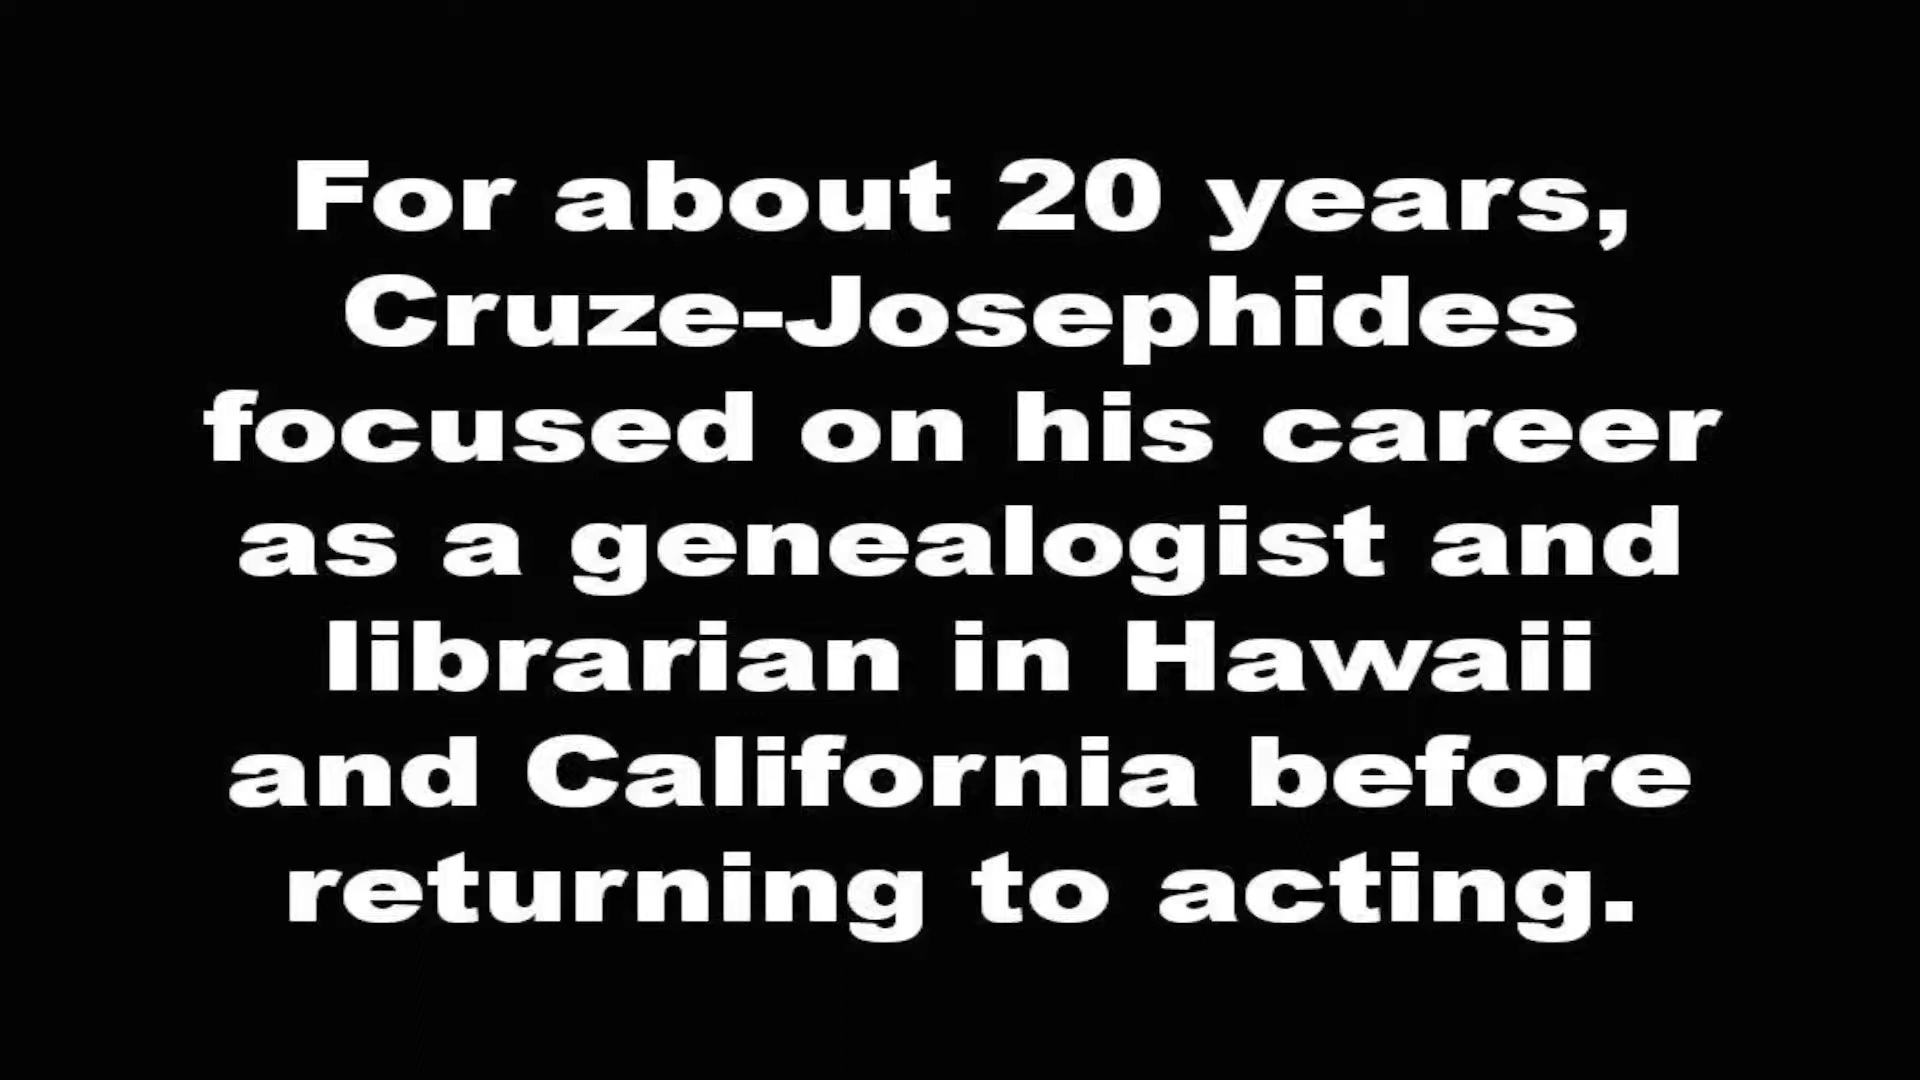 For about 20 years,
Cruze-Josephides
focused on his career
as a genealogist and
librarian in Hawaii
and California before
returning to acting.